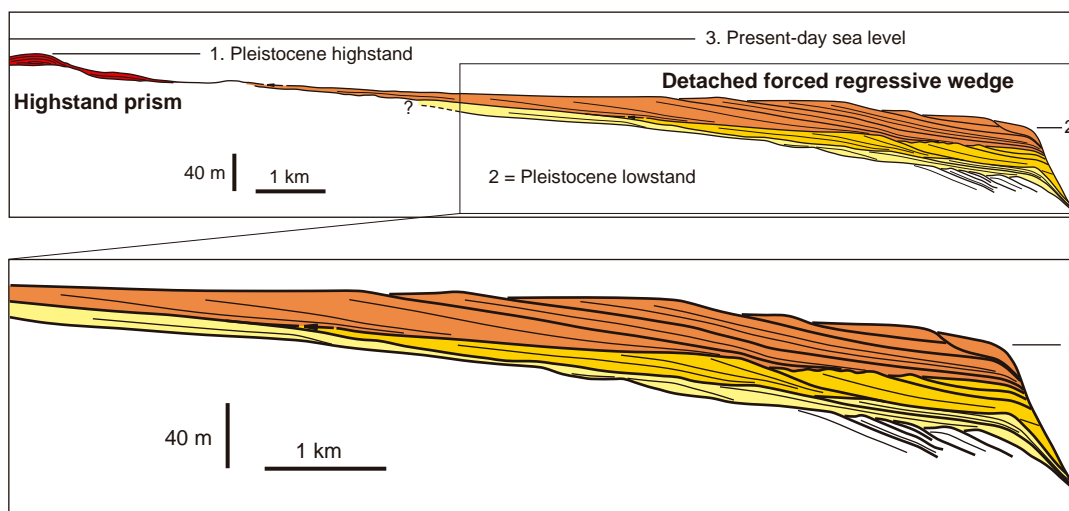 1. Pleistocene highstand
3. Present-day sea level
Highstand prism
Detached forced regressive wedge
?
2
40 m
1 km
2 = Pleistocene lowstand
40 m
1 km